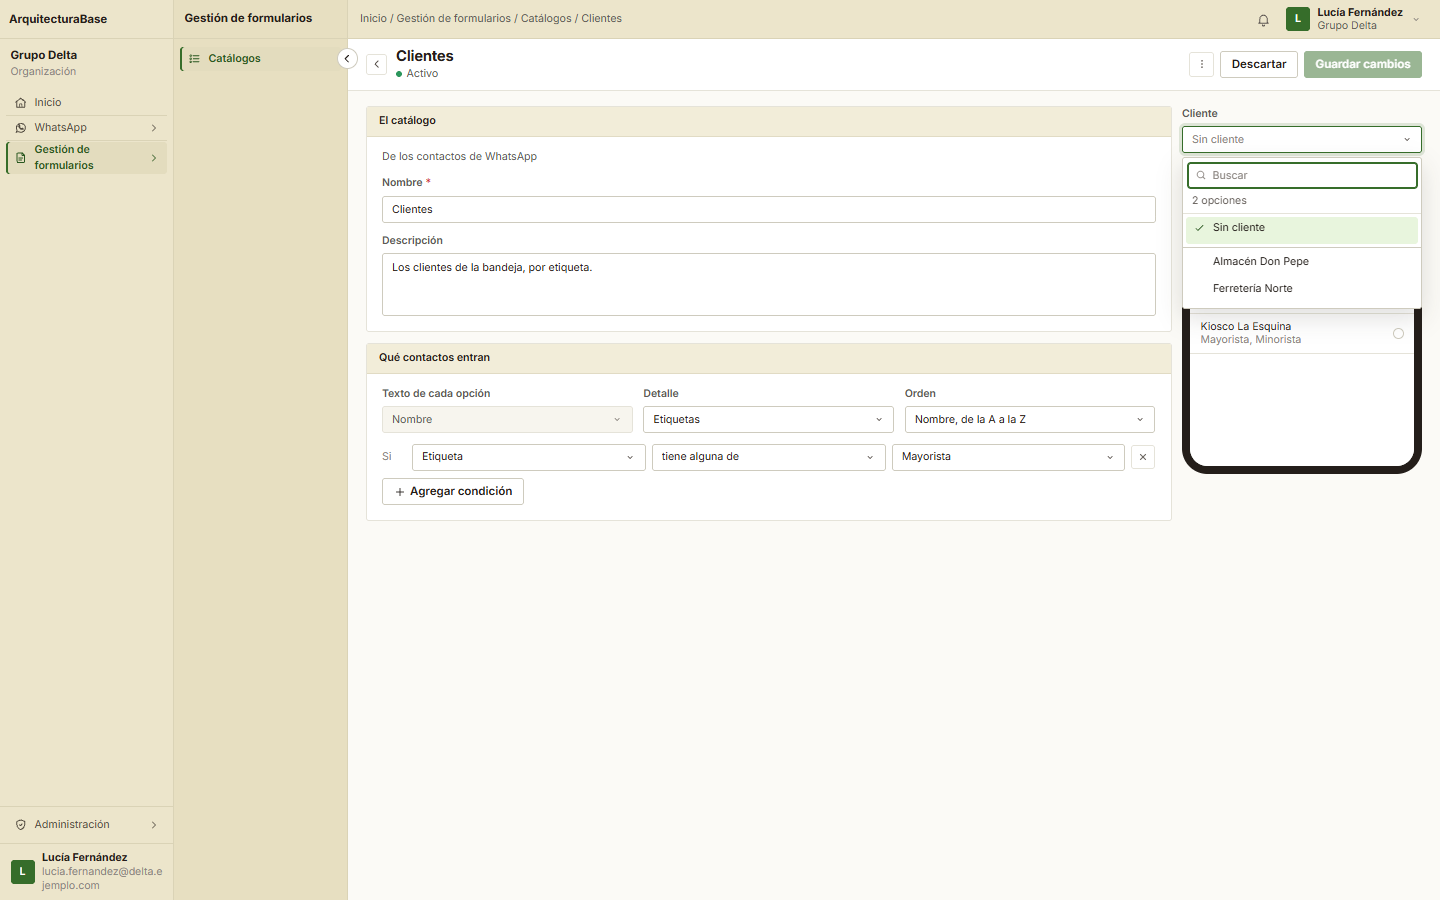 ArquitecturaBase
Grupo Delta
Organización
Inicio
WhatsApp
Gestión de
formularios
Administración
L
Lucía Fernández
lucia.fernandez@delta.e
jemplo.com
Gestión de formularios
Catálogos
Inicio / Gestión de formularios / Catálogos / Clientes
L
Lucía Fernández
Grupo Delta
Clientes
Activo
Descartar
Guardar cambios
El catálogo
De los contactos de WhatsApp
Nombre *
Clientes
Descripción
Los clientes de la bandeja, por etiqueta.
Qué contactos entran
Texto de cada opción
Detalle
Orden
Nombre
Etiquetas
Nombre, de la A a la Z
Si
Etiqueta
tiene alguna de
Mayorista
Agregar condición
Cliente
Sin cliente
Buscar
2 opciones
Sin cliente
Almacén Don Pepe
Ferretería Norte
Kiosco La Esquina
Mayorista, Minorista